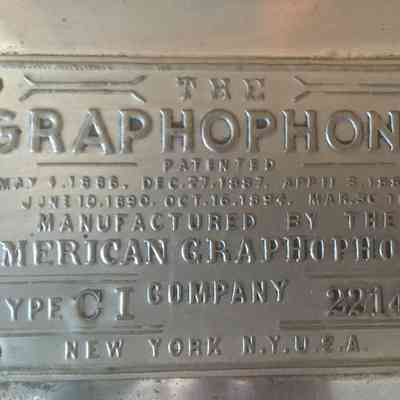 THE
GRAPHOPHON
PATENTED
MAY 4.1886. DEC.27.1887. APRIL
JUNE 10.1890. OCT.16.1894. MAR.
MANUFACTURED BY THE
AMERICAN GRAPHOPHO
TYPE CI COMPANY 2214
NEW YORK N.Y.U.S.A.